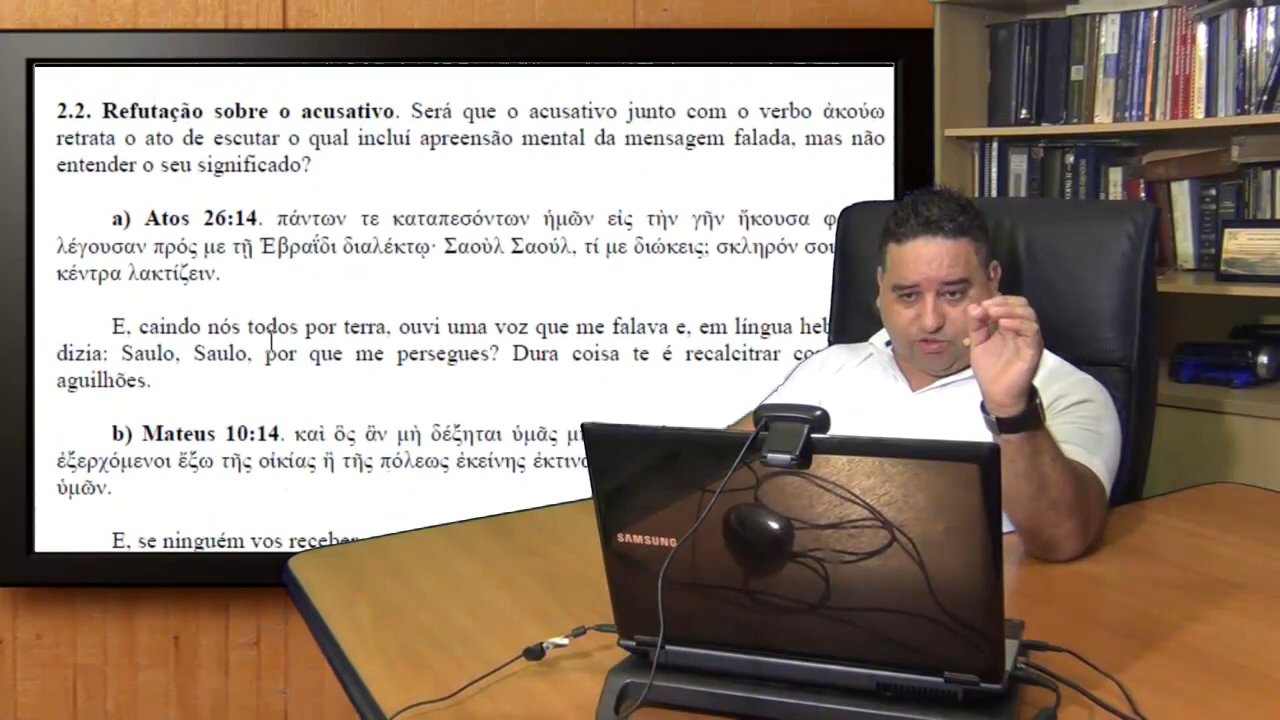 2.2. Refutação sobre o acusativo. Será que o acusativo junto com o verbo ἀκούω
retrata o ato de escutar o qual incluí apreensão mental da mensagem falada, mas não
entender o seu significado?
a) Atos 26:14. πάντων τε καταπεσόντων ἡμῶν εἰς τὴν γῆν ἤκουσα
λέγουσαν πρός με τῇ Ἑβραΐδι διαλέκτῳ· Σαοὺλ Σαούλ, τί με διώκεις; σκληρόν σοι
κέντρα λακτίζειν.
E, caindo nós todos por terra, ouvi uma voz que me falava e, em língua
dizia: Saulo, Saulo, por que me persegues? Dura coisa te é recalcitrar
aguilhões.
b) Mateus 10:14. καὶ ὃς ἂν μὴ δέξηται ὑμᾶς
ἐξερχόμενοι ἔξω τῆς οἰκίας ἢ τῆς πόλεως ἐκείνης
ὑμῶν.
E, se ninguém vos receber
SAMSUNG